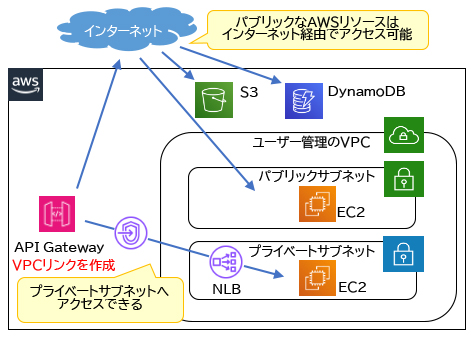 インターネット
パブリックなAWSリソースは
インターネット経由でアクセス可能
aws
S3
DynamoDB
ユーザー管理のVPC
パブリックサブネット
EC2
API Gateway
VPCリンクを作成
プライベートサブネット
NLB
EC2
プライベートサブネットへ
アクセスできる